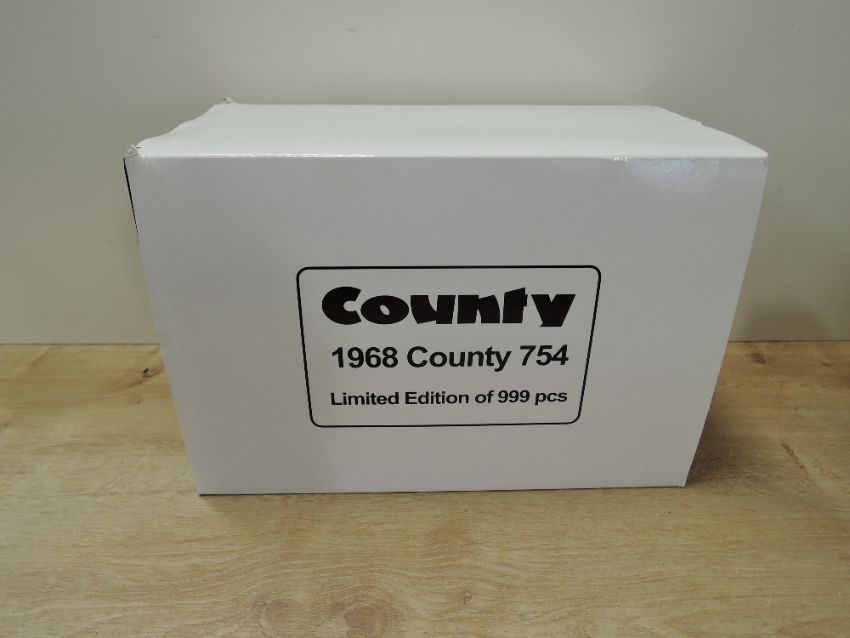 County
1968 County 754
Limited Edition of 999 pcs